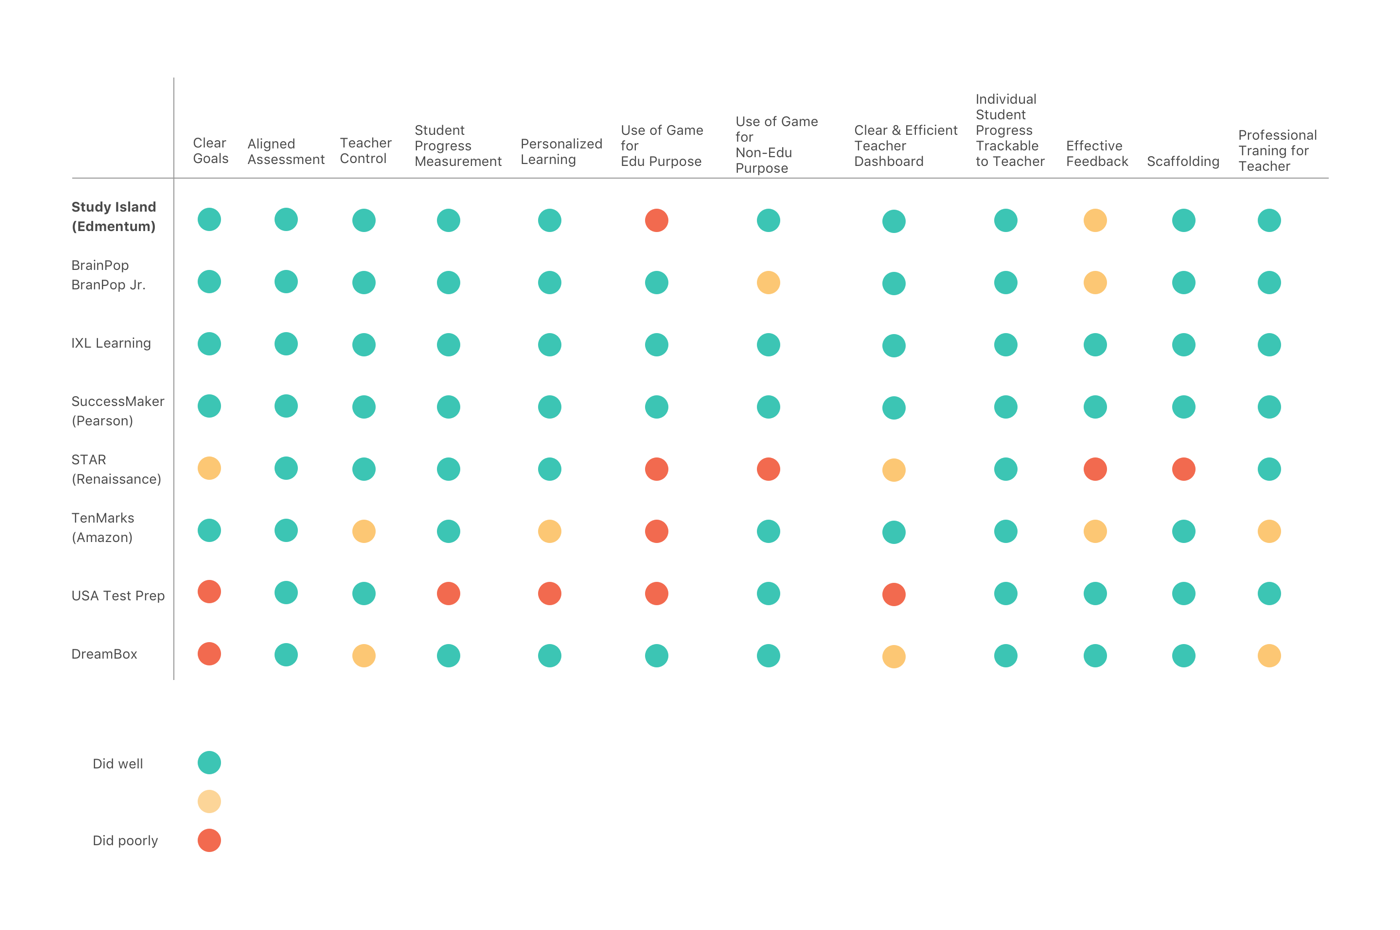 Clear
Goals
Aligned
Assessment
Teacher
Control
Student
Progress
Measurement
Personalized
Learning
Use of Game
for
Edu Purpose
Use of Game
for
Non-Edu
Purpose
Clear & Efficient
Teacher
Dashboard
Individual
Student
Progress
Trackable
to Teacher
Effective
Feedback
Scaffolding
Professional
Traning for
Teacher
Study Island
(Edmentum)
BrainPop
BranPop Jr.
IXL Learning
SuccessMaker
(Pearson)
STAR
(Renaissance)
TenMarks
(Amazon)
USA Test Prep
DreamBox
Did well
Did poorly